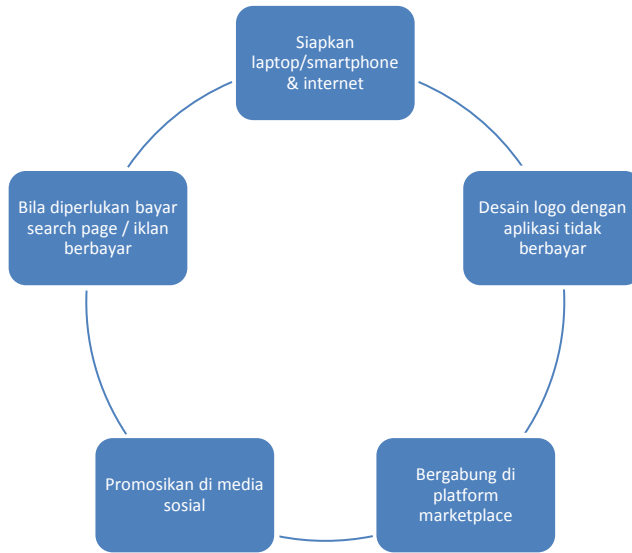 Siapkan
laptop/smartphone
& internet
Desain logo dengan
aplikasi tidak
berbayar
Bergabung di
platform
marketplace
Promosikan di media
sosial
Bila diperlukan bayar
search page / iklan
berbayar